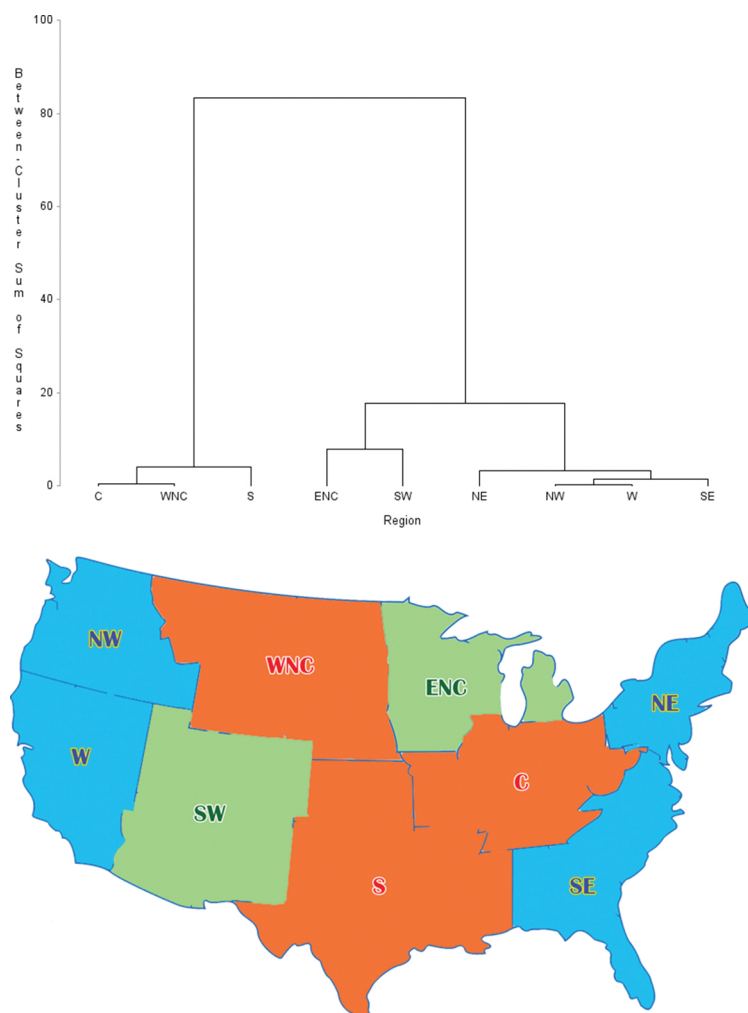 100
80
60
40
20
0
Between-Cluster Sum of Squares
C WNC S ENC SW NE NW W SE
Region
NW
WNC
ENC
NE
W
C
SW
S
SE